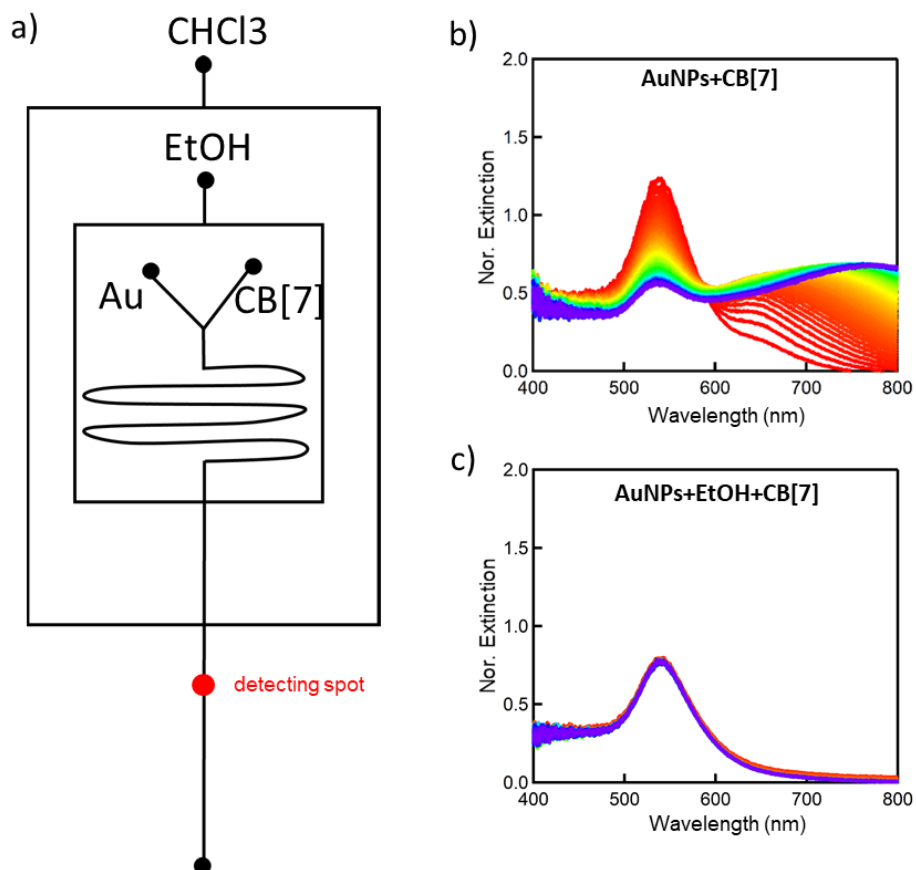 a)
CHCl3
EtOH
Au
CB[7]
detecting spot
b)
AuNPs+CB[7]
Nor. Extinction
2.0
1.5
1.0
0.5
0.0
400 500 600 700 800
Wavelength (nm)
c)
AuNPs+EtOH+CB[7]
Nor. Extinction
2.0
1.5
1.0
0.5
0.0
400 500 600 700 800
Wavelength (nm)